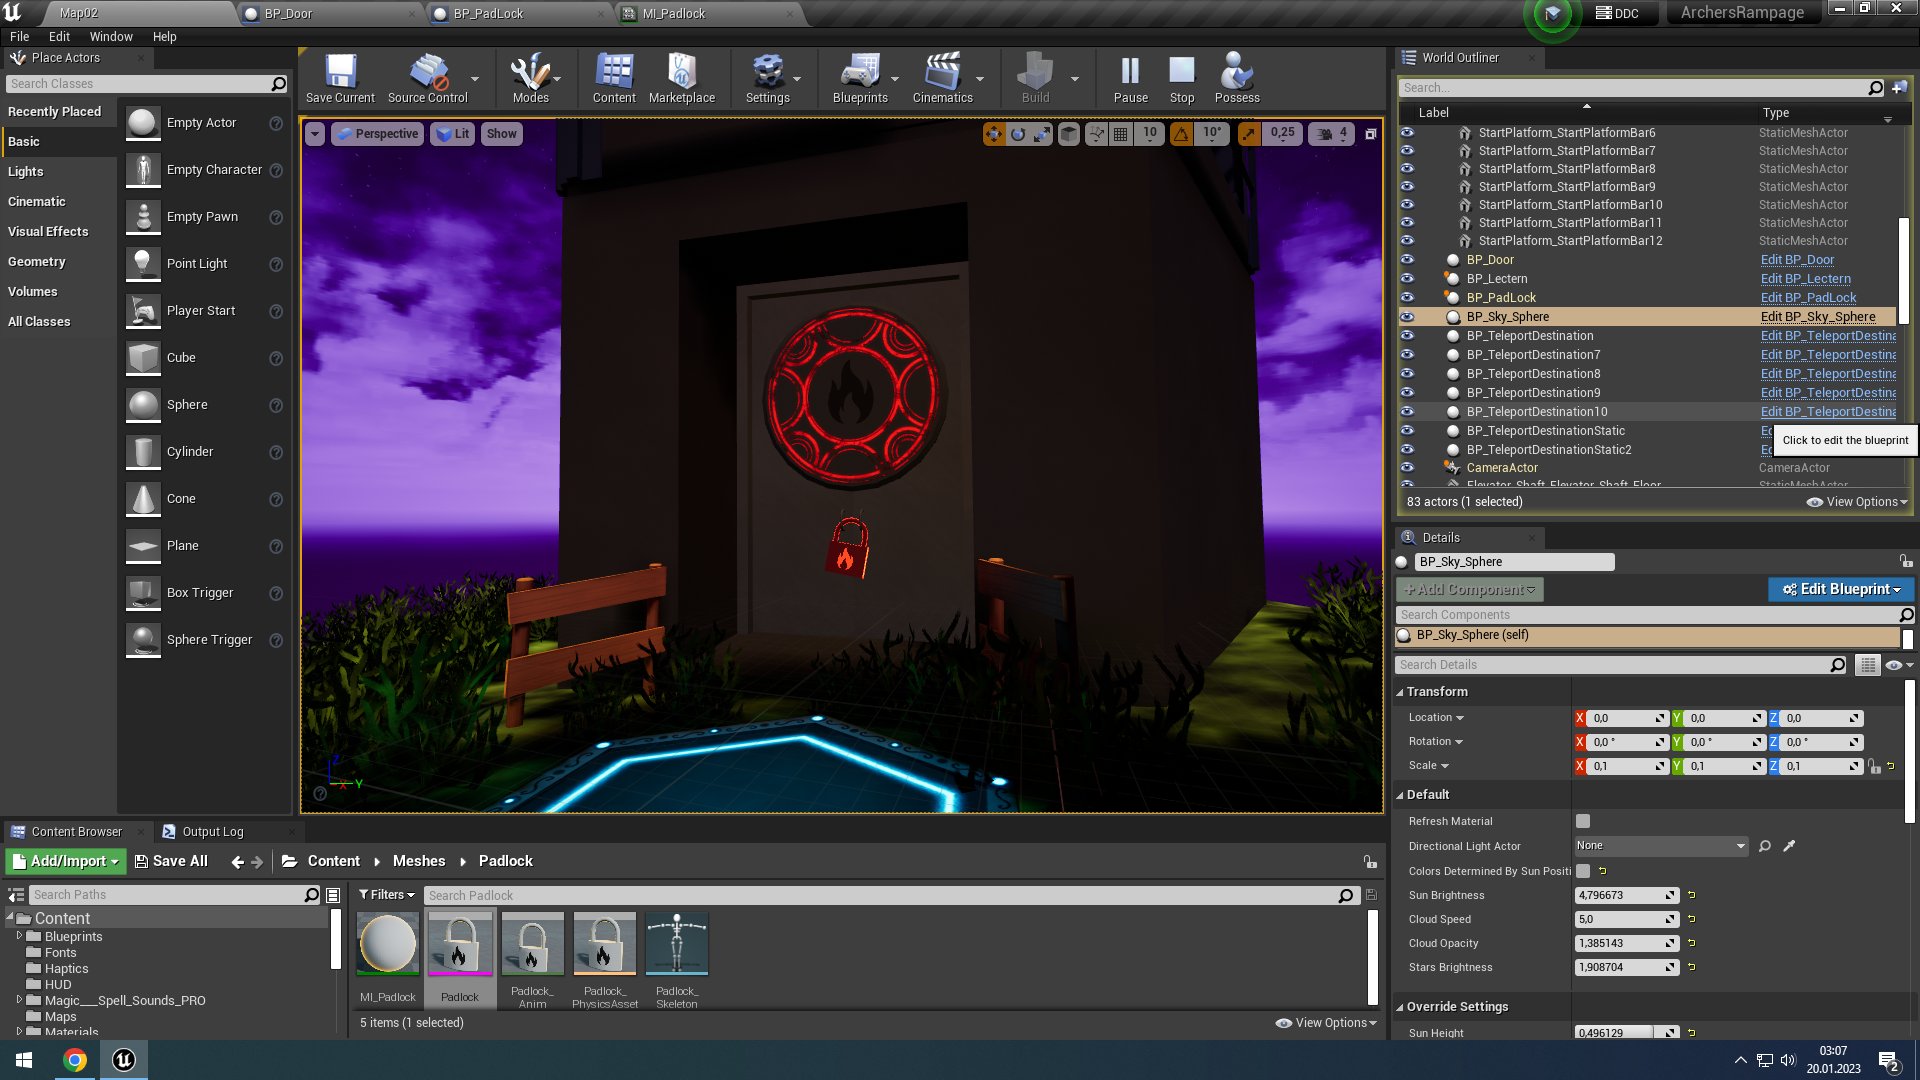 Map02
BP_Door
BP_PadLock
MI_Padlock
DDC
ArchersRampage
File
Edit
Window
Help
Place Actors
Search Classes
Recently Placed
Basic
Lights
Cinematic
Visual Effects
Geometry
Volumes
All Classes
Empty Actor
Empty Character
Empty Pawn
Point Light
Player Start
Cube
Sphere
Cylinder
Cone
Plane
Box Trigger
Sphere Trigger
Save Current
Source Control
Modes
Content
Marketplace
Settings
Blueprints
Cinematics
Build
Pause
Stop
Possess
Perspective
Lit
Show
10
10°
0,25
4
Z
X
Y
World Outliner
Search...
Label Type
StartPlatform_StartPlatformBar6 StaticMeshActor
StartPlatform_StartPlatformBar7 StaticMeshActor
StartPlatform_StartPlatformBar8 StaticMeshActor
StartPlatform_StartPlatformBar9 StaticMeshActor
StartPlatform_StartPlatformBar10 StaticMeshActor
StartPlatform_StartPlatformBar11 StaticMeshActor
StartPlatform_StartPlatformBar12 StaticMeshActor
BP_Door Edit BP_Door
BP_Lectern Edit BP_Lectern
BP_PadLock Edit BP_PadLock
BP_Sky_Sphere Edit BP_Sky_Sphere
BP_TeleportDestination Edit BP_TeleportDestina
BP_TeleportDestination7 Edit BP_TeleportDestina
BP_TeleportDestination8 Edit BP_TeleportDestina
BP_TeleportDestination9 Edit BP_TeleportDestina
BP_TeleportDestination10 Edit BP_TeleportDestina
BP_TeleportDestinationStatic
BP_TeleportDestinationStatic2
Click to edit the blueprint
CameraActor CameraActor
Elevator_Shaft_Elevator_Shaft_Floor StaticMeshActor
83 actors (1 selected)
View Options
Details
BP_Sky_Sphere
+Add Component
Edit Blueprint
Search Components
BP_Sky_Sphere (self)
Search Details
Transform
Location X 0,0 Y 0,0 Z 0,0
Rotation X 0,0 ° Y 0,0 ° Z 0,0 °
Scale X 0,1 Y 0,1 Z 0,1
Default
Refresh Material
Directional Light Actor None
Colors Determined By Sun Positi
Sun Brightness 4,796673
Cloud Speed 5,0
Cloud Opacity 1,385143
Stars Brightness 1,908704
Override Settings
Sun Height 0,496129
Content Browser
Output Log
Add/Import
Save All
Content
Meshes
Padlock
Search Paths
Filters
Search Padlock
Content
Blueprints
Fonts
Haptics
HUD
Magic___Spell_Sounds_PRO
Maps
Materials
MI_Padlock
Padlock
Padlock_
Anim
Padlock_
PhysicsAsset
Padlock_
Skeleton
5 items (1 selected)
View Options
03:07
20.01.2023
2